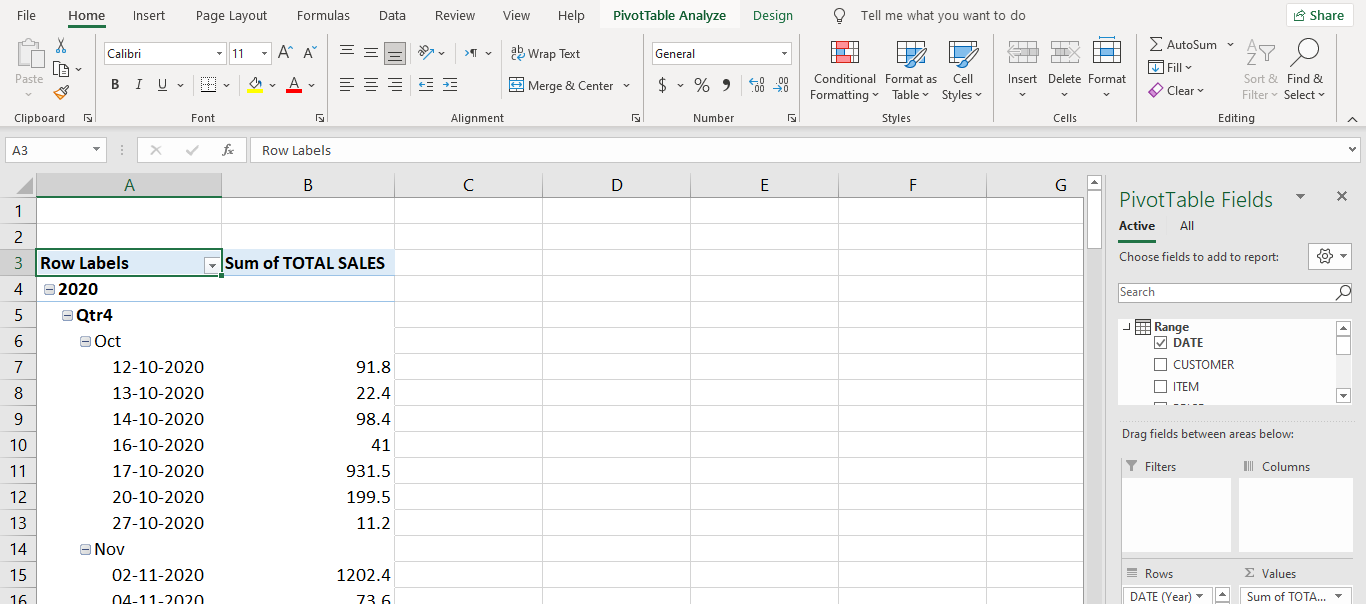 File Home Insert Page Layout Formulas Data Review View Help PivotTable Analyze Design Tell me what you want to do Share
Calibri 11 A^ Aˇ ab Wrap Text General AutoSum
Paste Fill
B I U A Merge & Center $ % 9 .00 .00 Conditional Format as Cell Insert Delete Format Sort & Find &
Formatting Table Styles Clear Filter Select
Clipboard Font Alignment Number Styles Cells Editing
A3 fx Row Labels
A B C D E F G
1
2
3 Row Labels Sum of TOTAL SALES
4 2020
5 Qtr4
6 Oct
7 12-10-2020 91.8
8 13-10-2020 22.4
9 14-10-2020 98.4
10 16-10-2020 41
11 17-10-2020 931.5
12 20-10-2020 199.5
13 27-10-2020 11.2
14 Nov
15 02-11-2020 1202.4
16 04-11-2020 73.6
PivotTable Fields
Active All
Choose fields to add to report:
Search
Range
DATE
CUSTOMER
ITEM
Drag fields between areas below:
Filters Columns
Rows Σ Values
DATE (Year) Sum of TOTA...